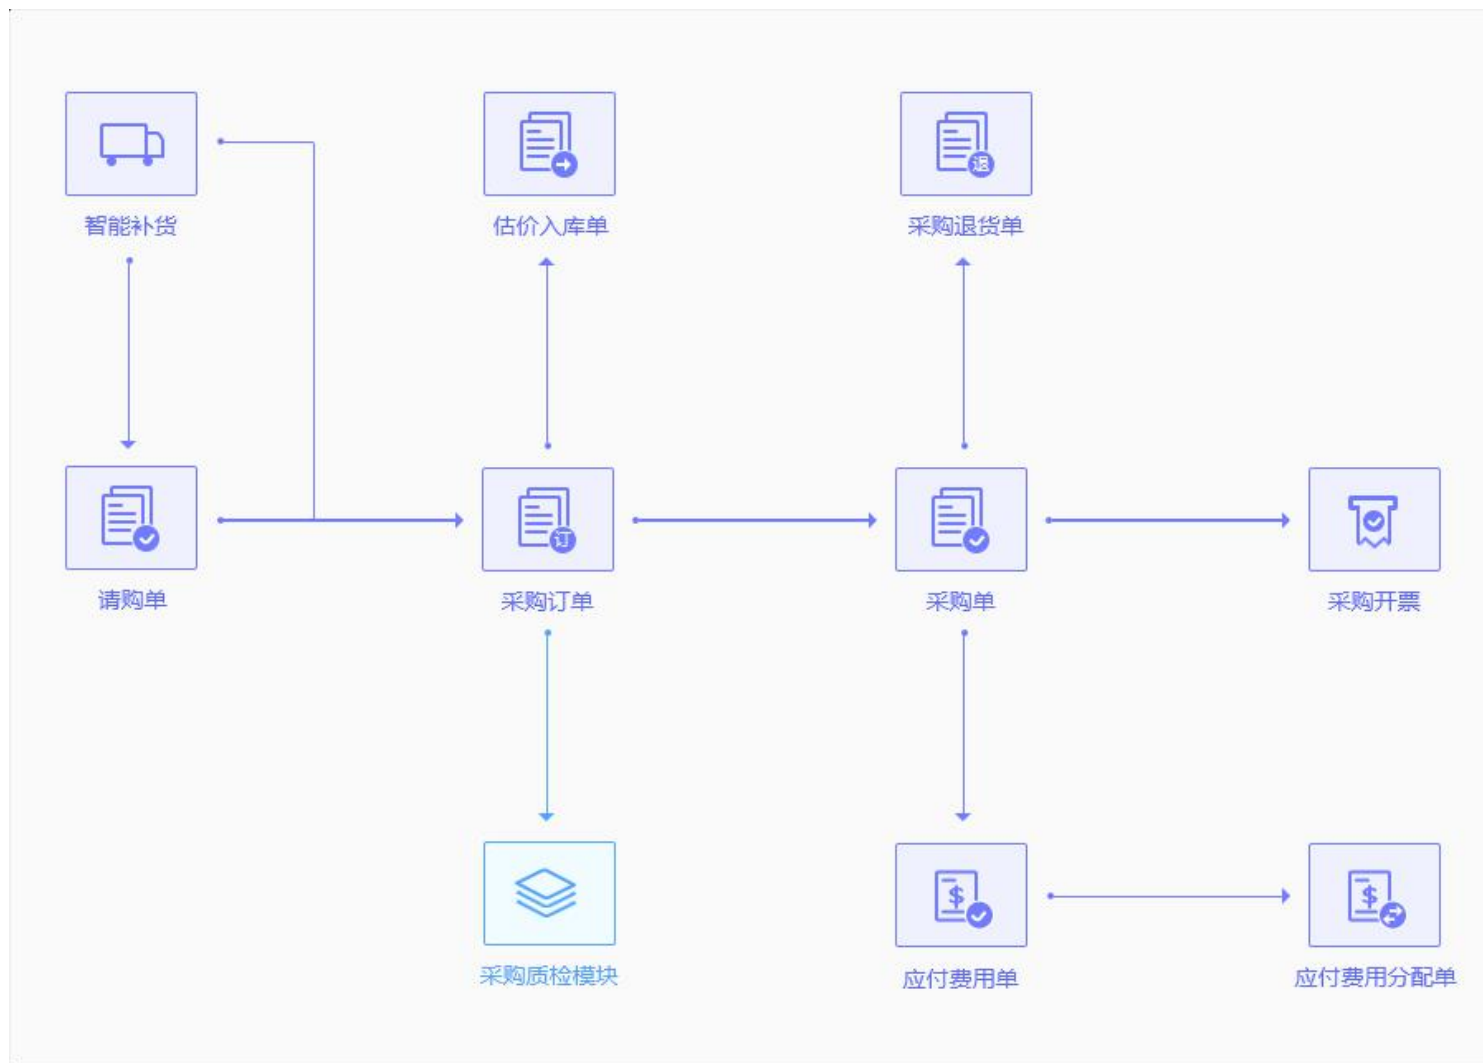 退
智能补货
估价入库单
采购退货单
订
请购单
采购订单
采购单
采购开票
$
$
采购质检模块
应付费用单
应付费用分配单